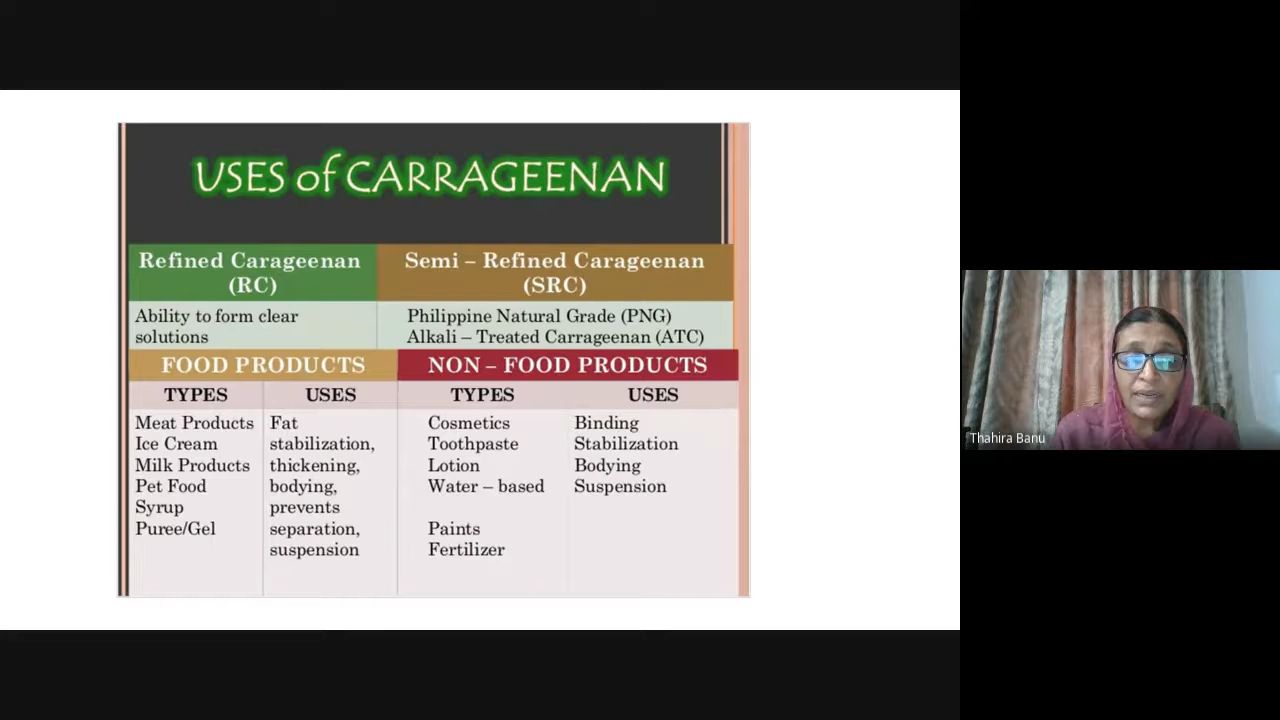 USES of CARRAGEENAN
Refined Carageenan
(RC)
Semi – Refined Carageenan
(SRC)
Ability to form clear
solutions
Philippine Natural Grade (PNG)
Alkali – Treated Carrageenan (ATC)
FOOD PRODUCTS
NON – FOOD PRODUCTS
TYPES
USES
TYPES
USES
Meat Products
Ice Cream
Milk Products
Pet Food
Syrup
Puree/Gel
Fat
stabilization,
thickening,
bodying,
prevents
separation,
suspension
Cosmetics
Toothpaste
Lotion
Water – based
Paints
Fertilizer
Binding
Stabilization
Bodying
Suspension
Thahira Banu